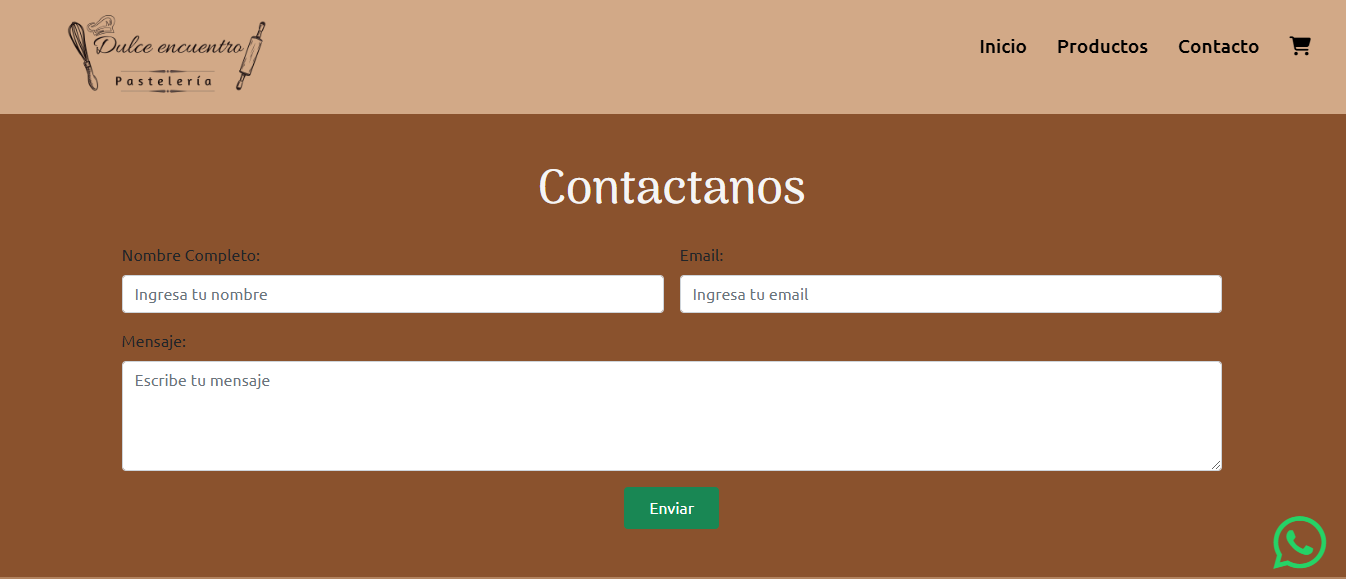 Dulce encuentro
Pastelería
Inicio Productos Contacto
Contactanos
Nombre Completo: Email:
Ingresa tu nombre Ingresa tu email
Mensaje:
Escribe tu mensaje
Enviar